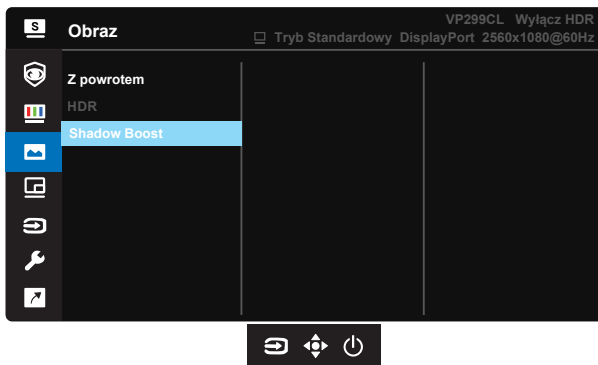 S
Obraz
VP299CL Wyłącz HDR
Tryb Standardowy DisplayPort 2560x1080@60Hz
Z powrotem
HDR
Shadow Boost